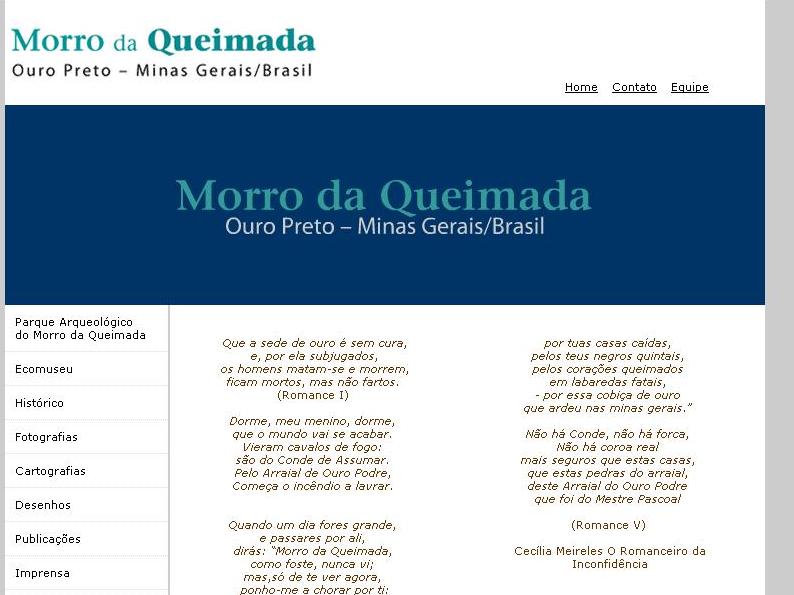 Morro da Queimada
Ouro Preto – Minas Gerais/Brasil
Home Contato Equipe
Morro da Queimada
Ouro Preto – Minas Gerais/Brasil
Parque Arqueológico
do Morro da Queimada
Ecomuseu
Histórico
Fotografias
Cartografias
Desenhos
Publicações
Imprensa
Que a sede de ouro é sem cura,
e, por ela subjugados,
os homens matam-se e morrem,
ficam mortos, mas não fartos.
(Romance I)
Dorme, meu menino, dorme,
que o mundo vai se acabar.
Vieram cavalos de fogo:
são do Conde de Assumar.
Pelo Arraial de Ouro Podre,
Começa o incêndio a lavrar.
Quando um dia fores grande,
e passares por ali,
dirás: "Morro da Queimada,
como foste, nunca vi;
mas,só de te ver agora,
ponho-me a chorar por ti:
por tuas casas caídas,
pelos teus negros quintais,
pelos corações queimados
em labaredas fatais,
- por essa cobiça de ouro
que ardeu nas minas gerais."
Não há Conde, não há forca,
Não há coroa real
mais seguros que estas casas,
que estas pedras do arraial,
deste Arraial do Ouro Podre
que foi do Mestre Pascoal
(Romance V)
Cecília Meireles O Romanceiro da
Inconfidência